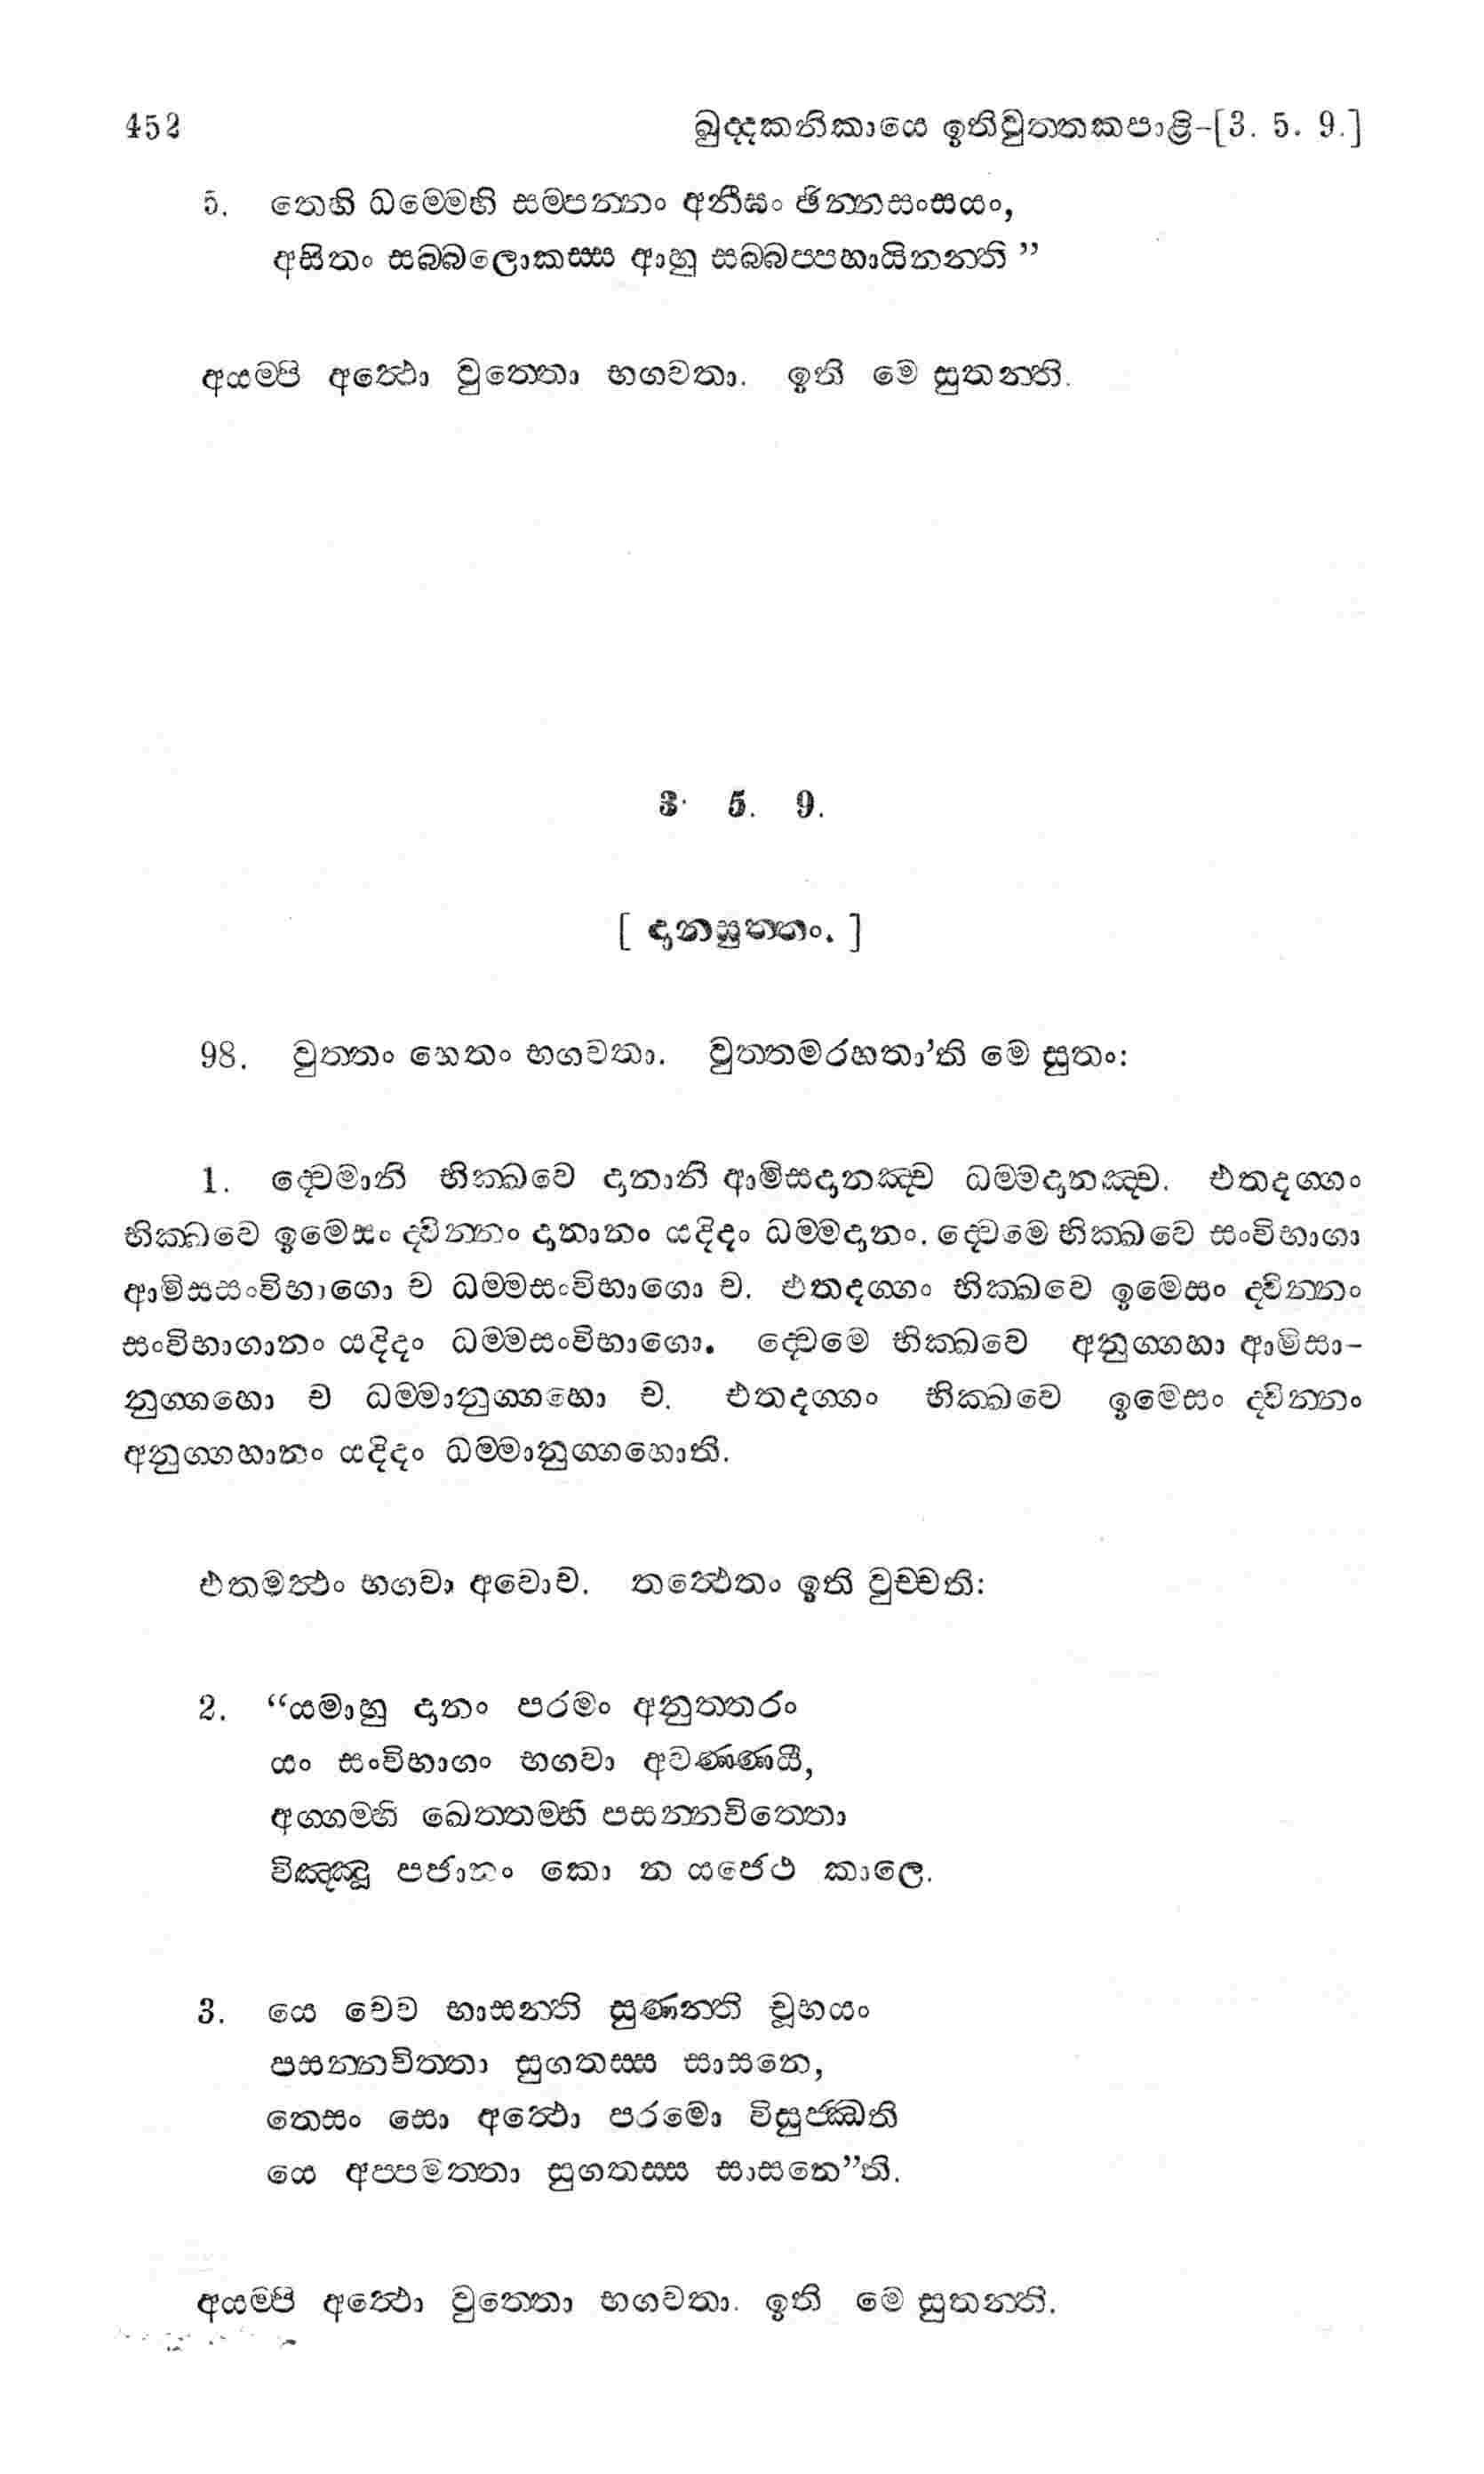 452 ඛුද්දකනිකායෙ ඉතිවුත්තකපාළි-[3. 5. 9.]
5. තෙහි ධම්මෙහි සම්පන්නං අනීඝං ඡින්නසංසයං,
අසිතං සබ්බලොකස්ස ආහු සබ්බප්පහායිනන්ති ”
අයම්පි අත්ථො වුත්තො භගවතා. ඉති මෙ සුතන්ති.
3. 5. 9.
[ දානසුත්තං. ]
98. වුත්තං හෙතං භගවතා. වුත්තමරහතා’ති මෙ සුතං:
1. ද්වෙමානි භික්ඛවෙ දානානි ආමිසදානඤ්ච ධම්මදානඤ්ච. එතදග්ගං
භික්ඛවෙ ඉමෙසං ද්වින්නං දානානං යදිදං ධම්මදානං. ද්වෙමෙ භික්ඛවෙ සංවිභාගා
ආමිසසංවිභාගො ච ධම්මසංවිභාගො ච. එතදග්ගං භික්ඛවෙ ඉමෙසං ද්වින්නං
සංවිභාගානං යදිදං ධම්මසංවිභාගො. ද්වෙමෙ භික්ඛවෙ අනුග්ගහා ආමිසා-
නුග්ගහො ච ධම්මානුග්ගහො ච. එතදග්ගං භික්ඛවෙ ඉමෙසං ද්වින්නං
අනුග්ගහානං යදිදං ධම්මානුග්ගහොති.
එතමත්ථං භගවා අවොච. තත්ථෙතං ඉති වුච්චති:
2. “යමාහු දානං පරමං අනුත්තරං
යං සංවිභාගං භගවා අවණ්ණයී,
අග්ගම්හි ඛෙත්තම්හි පසන්නචිත්තො
විඤ්ඤූ පජානං කො න යජෙථ කාලෙ.
3. යෙ චෙව භාසන්ති සුණන්ති චූභයං
පසන්නචිත්තා සුගතස්ස සාසනෙ,
තෙසං සො අත්ථො පරමො විසුජ්ඣති
යෙ අප්පමත්තා සුගතස්ස සාසනෙ”ති.
අයම්පි අත්ථො වුත්තො භගවතා. ඉති මෙ සුතන්ති.